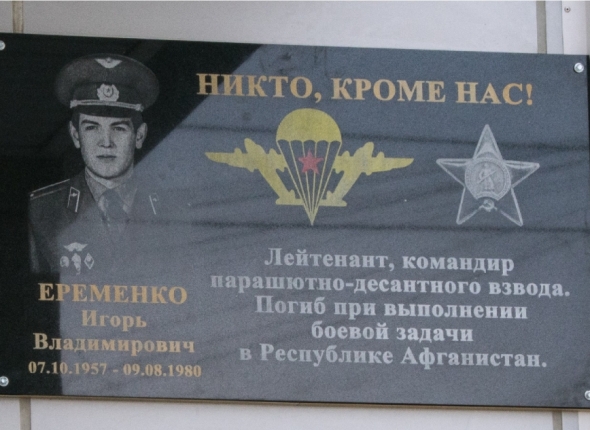 НИКТО, КРОМЕ НАС!
ЕРЕМЕНКО
Игорь
Владимирович
07.10.1957 - 09.08.1980
Лейтенант, командир
парашютно-десантного взвода.
Погиб при выполнении
боевой задачи
в Республике Афганистан.